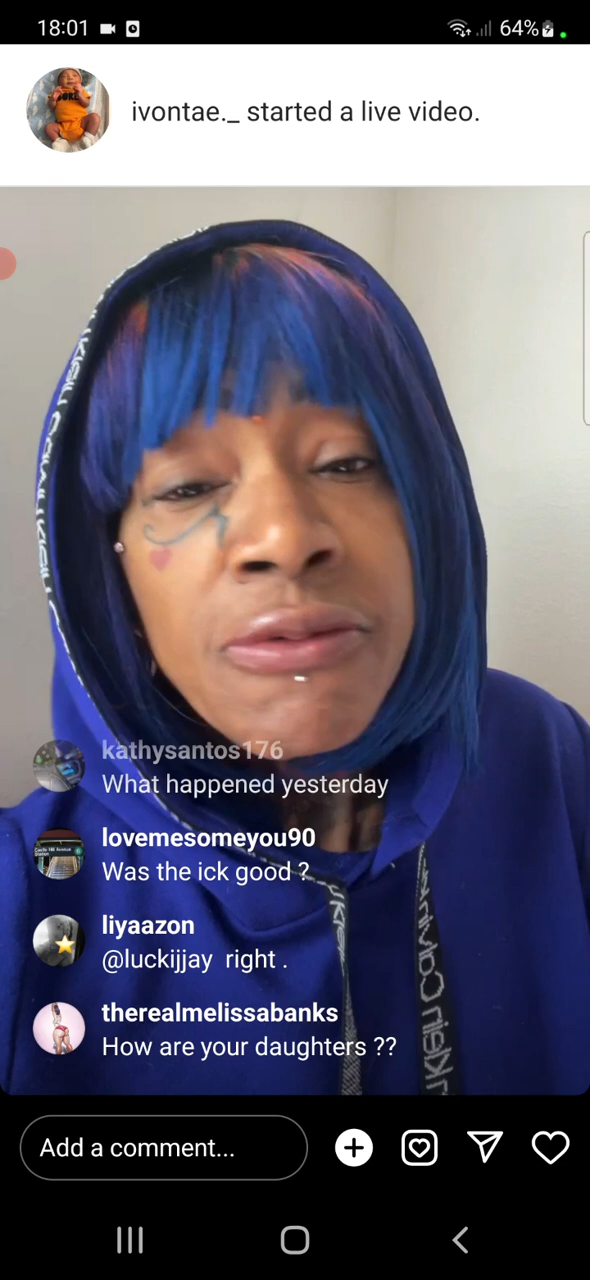 18:01
64%
ivontae._ started a live video.
kathysantos176
What happened yesterday
lovemesomeyou90
Was the ick good ?
liyaazon
@luckijjay right .
therealmelissabanks
How are your daughters ??
Add a comment...